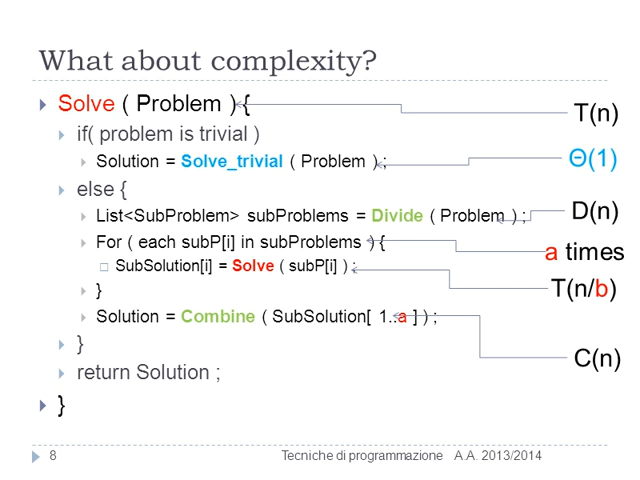 What about complexity?
Solve ( Problem ) {
T(n)
if( problem is trivial )
Solution = Solve_trivial ( Problem ) ;
Θ(1)
else {
List<SubProblem> subProblems = Divide ( Problem ) ;
D(n)
For ( each subP[i] in subProblems ) {
a times
SubSolution[i] = Solve ( subP[i] ) ;
T(n/b)
}
Solution = Combine ( SubSolution[ 1..a ] ) ;
C(n)
}
return Solution ;
}
8 Tecniche di programmazione A.A. 2013/2014